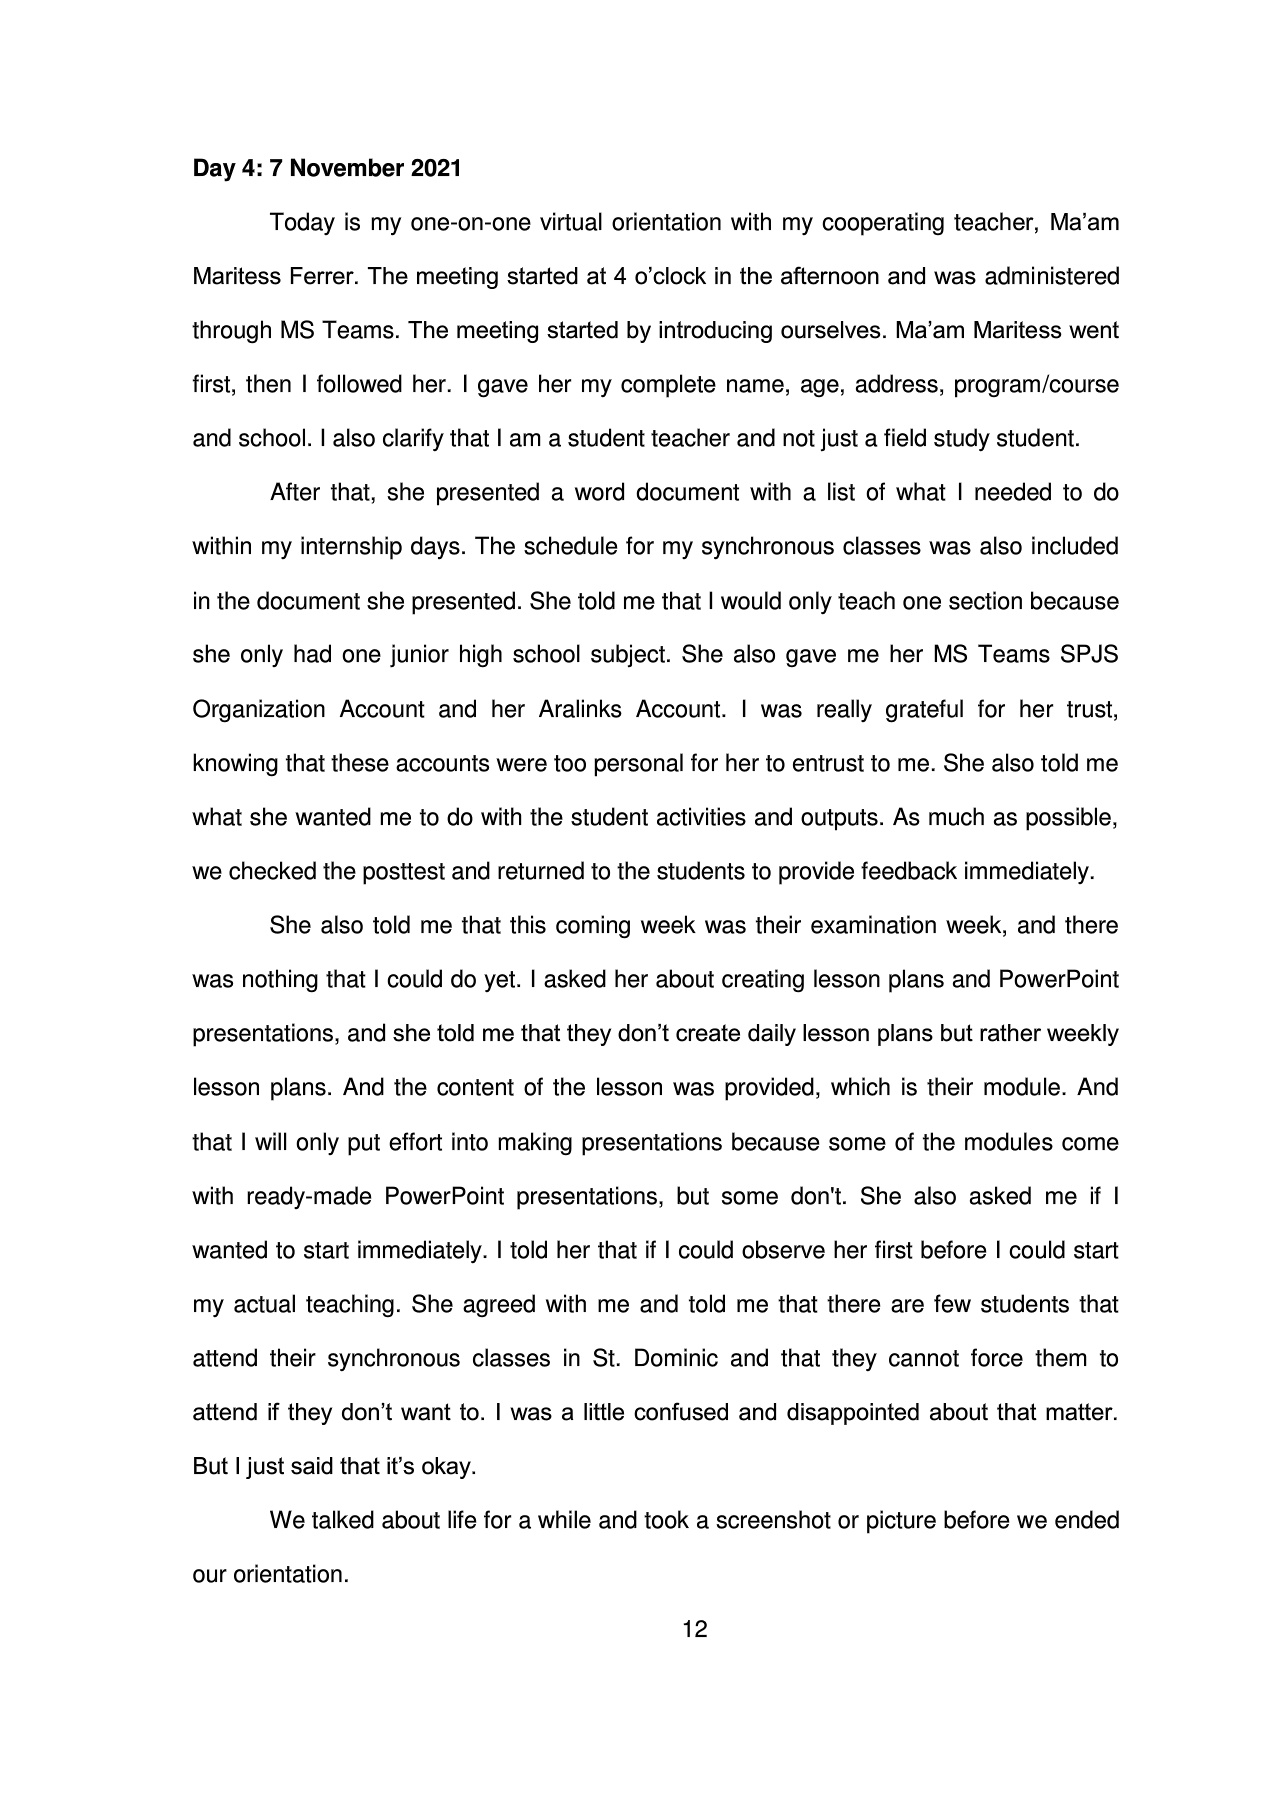 Day 4: 7 November 2021
Today is my one-on-one virtual orientation with my cooperating teacher, Ma’am
Maritess Ferrer. The meeting started at 4 o’clock in the afternoon and was administered
through MS Teams. The meeting started by introducing ourselves. Ma’am Maritess went
first, then I followed her. I gave her my complete name, age, address, program/course
and school. I also clarify that I am a student teacher and not just a field study student.
After that, she presented a word document with a list of what I needed to do
within my internship days. The schedule for my synchronous classes was also included
in the document she presented. She told me that I would only teach one section because
she only had one junior high school subject. She also gave me her MS Teams SPJS
Organization Account and her Aralinks Account. I was really grateful for her trust,
knowing that these accounts were too personal for her to entrust to me. She also told me
what she wanted me to do with the student activities and outputs. As much as possible,
we checked the posttest and returned to the students to provide feedback immediately.
She also told me that this coming week was their examination week, and there
was nothing that I could do yet. I asked her about creating lesson plans and PowerPoint
presentations, and she told me that they don’t create daily lesson plans but rather weekly
lesson plans. And the content of the lesson was provided, which is their module. And
that I will only put effort into making presentations because some of the modules come
with ready-made PowerPoint presentations, but some don't. She also asked me if I
wanted to start immediately. I told her that if I could observe her first before I could start
my actual teaching. She agreed with me and told me that there are few students that
attend their synchronous classes in St. Dominic and that they cannot force them to
attend if they don’t want to. I was a little confused and disappointed about that matter.
But I just said that it’s okay.
We talked about life for a while and took a screenshot or picture before we ended
our orientation.
12